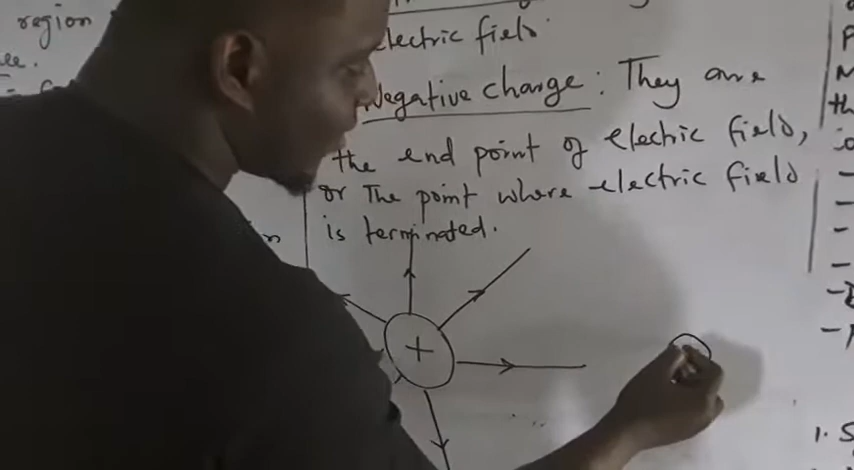 region
electric field.
Negative charge : They are
the end point of electric field,
or The point where electric field
is terminated.
+
1. S